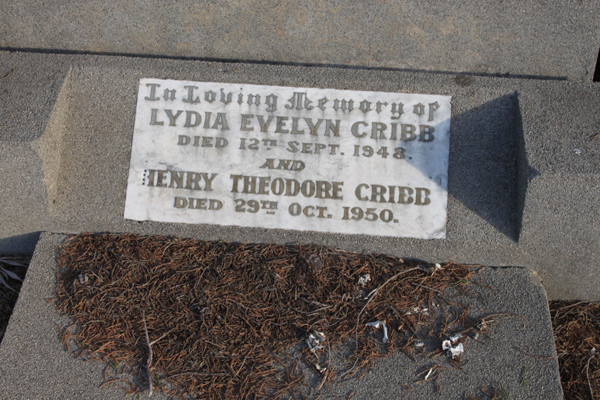 In Loving Memory of
LYDIA EVELYN CRIBB
DIED 12TH SEPT. 1948.
AND
HENRY THEODORE CRIBB
DIED 29TH OCT. 1950.